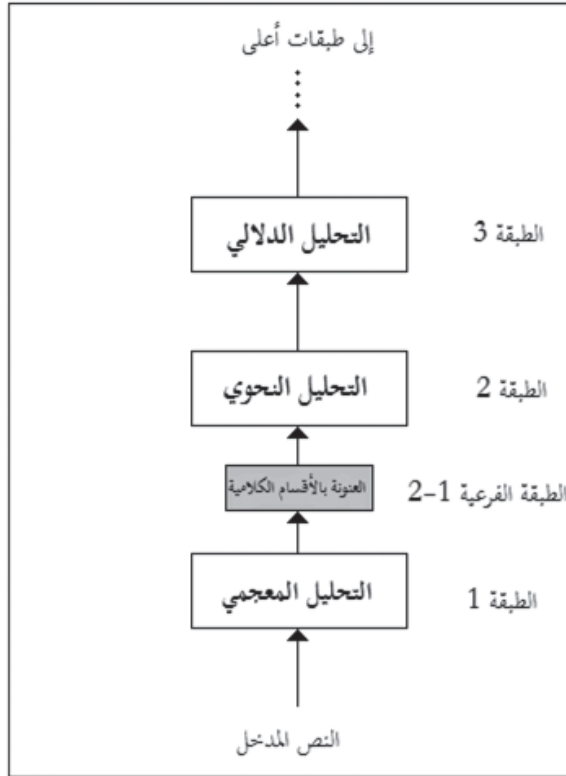 إلى طبقات أعلى
التحليل الدلالي
الطبقة 3
التحليل النحوي
الطبقة 2
العنونة بالأقسام الكلامية
الطبقة الفرعية 1-2
التحليل المعجمي
الطبقة 1
النص المدخل